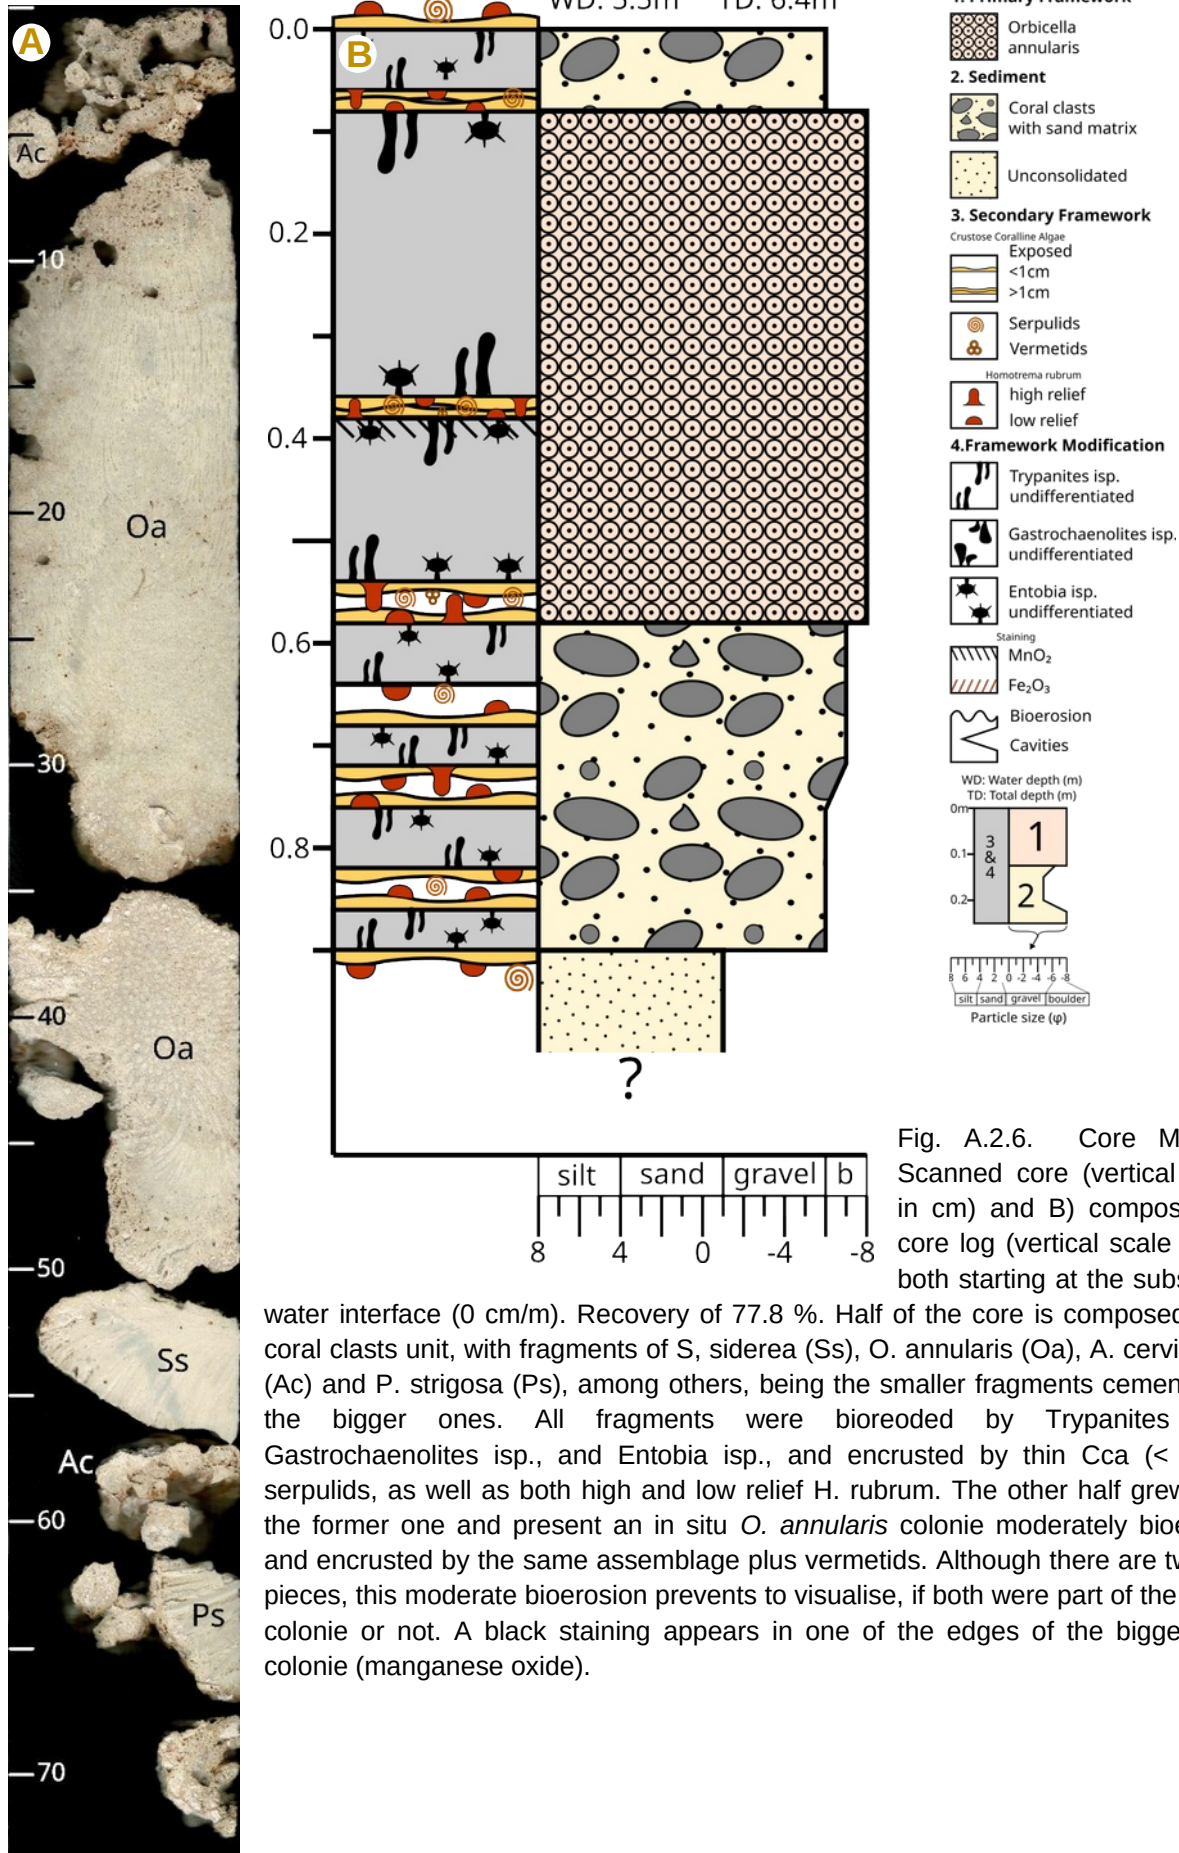 A
Ac
10
20
Oa
30
40
Oa
50
Ss
Ac
60
Ps
70
B
0.0
0.2
0.4
0.6
0.8
?
silt sand gravel b
8 4 0 -4 -8
Orbicella
annularis
2. Sediment
Coral clasts
with sand matrix
Unconsolidated
3. Secondary Framework
Crustose Coralline Algae
Exposed
<1cm
>1cm
Serpulids
Vermetids
Homotrema rubrum
high relief
low relief
4.Framework Modification
Trypanites isp.
undifferentiated
Gastrochaenolites isp.
undifferentiated
Entobia isp.
undifferentiated
Staining
MnO₂
Fe₂O₃
Bioerosion
Cavities
WD: Water depth (m)
TD: Total depth (m)
0m
0.1
0.2
3
&
4
1
2
8 6 4 2 0 -2 -4 -6 -8
silt sand gravel boulder
Particle size (φ)
Fig. A.2.6. Core M
Scanned core (vertical
in cm) and B) compos
core log (vertical scale
both starting at the subs
water interface (0 cm/m). Recovery of 77.8 %. Half of the core is composed
coral clasts unit, with fragments of S, siderea (Ss), O. annularis (Oa), A. cervi
(Ac) and P. strigosa (Ps), among others, being the smaller fragments cemen
the bigger ones. All fragments were bioreoded by Trypanites
Gastrochaenolites isp., and Entobia isp., and encrusted by thin Cca (<
serpulids, as well as both high and low relief H. rubrum. The other half grew
the former one and present an in situ O. annularis colonie moderately bioe
and encrusted by the same assemblage plus vermetids. Although there are tw
pieces, this moderate bioerosion prevents to visualise, if both were part of the
colonie or not. A black staining appears in one of the edges of the bigge
colonie (manganese oxide).